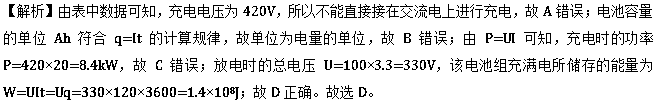 【解析】由表中数据可知，充电电压为 420V，所以不能直接接在交流电上进行充电，故 A 错误；电池容量
的单位 Ah 符合 q=It 的计算规律，故单位为电量的单位，故 B 错误；由 P=UI 可知，充电时的功率
P=420×20=8.4kW，故 C 错误；放电时的总电压 U=100×3.3=330V，该电池组充满电所储存的能量为
W=UIt=Uq=330×120×3600=1.4×10⁸J；故 D 正确。故选 D。